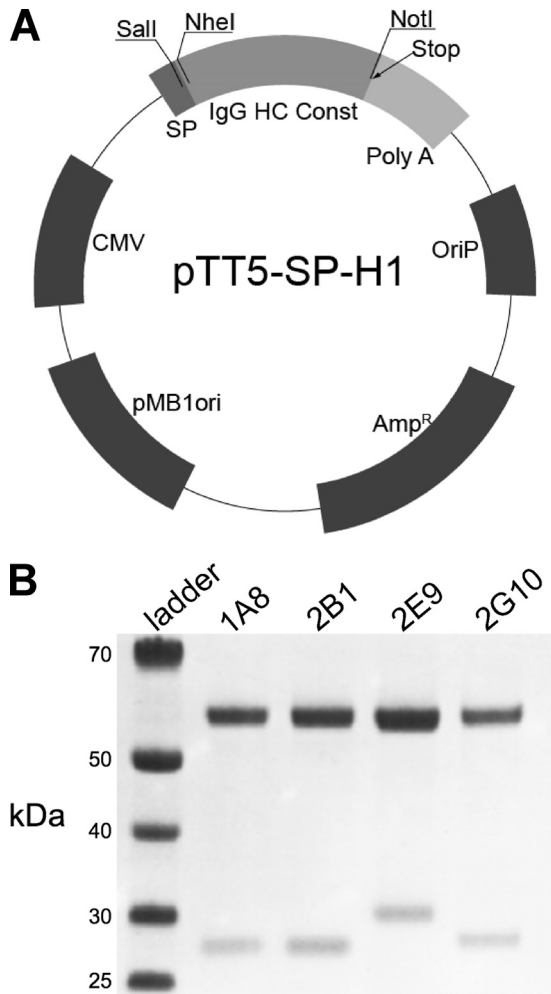 A
SalI
NheI
NotI
Stop
SP
IgG HC Const
Poly A
CMV
OriP
pTT5-SP-H1
pMB1ori
AmpR
B
ladder 1A8 2B1 2E9 2G10
70
50
kDa
40
30
25